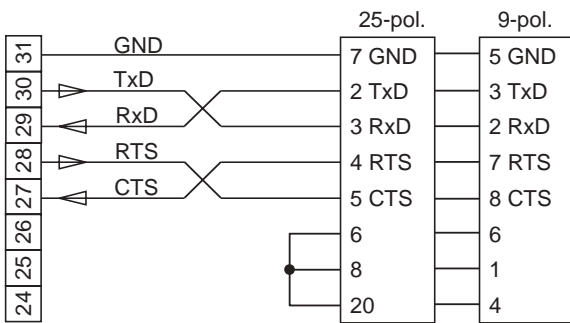 25-pol. 9-pol.
31 GND 7 GND 5 GND
30 TxD 2 TxD 3 TxD
29 RxD 3 RxD 2 RxD
28 RTS 4 RTS 7 RTS
27 CTS 5 CTS 8 CTS
26 6 6
25 8 1
24 20 4